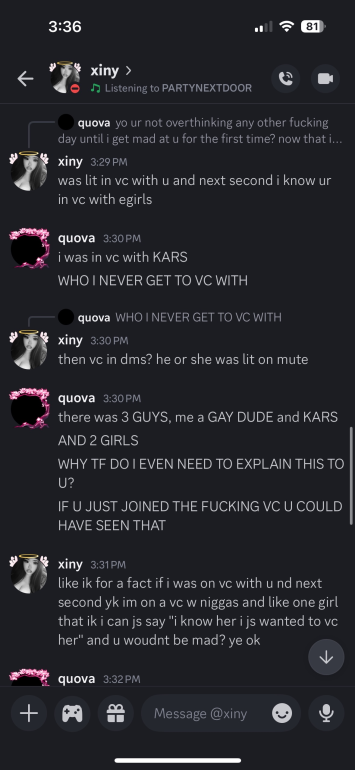 3:36
81
xiny
Listening to PARTYNEXTDOOR
quova yo ur not overthinking any other fucking
day until i get mad at u for the first time? now that i...
xiny 3:29 PM
was lit in vc with u and next second i know ur
in vc with egirls
quova 3:30 PM
i was in vc with KARS
WHO I NEVER GET TO VC WITH
quova WHO I NEVER GET TO VC WITH
xiny 3:30 PM
then vc in dms? he or she was lit on mute
quova 3:30 PM
there was 3 GUYS, me a GAY DUDE and KARS
AND 2 GIRLS
WHY TF DO I EVEN NEED TO EXPLAIN THIS TO
U?
IF U JUST JOINED THE FUCKING VC U COULD
HAVE SEEN THAT
xiny 3:31 PM
like ik for a fact if i was on vc with u nd next
second yk im on a vc w niggas and like one girl
that ik i can js say "i know her i js wanted to vc
her" and u woudnt be mad? ye ok
quova 3:32 PM
Message @xiny